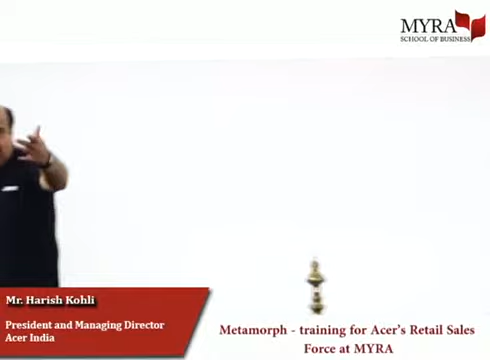 MYRA
SCHOOL OF BUSINESS
Mr. Harish Kohli
President and Managing Director
Acer India
Metamorph - training for Acer's Retail Sales
Force at MYRA